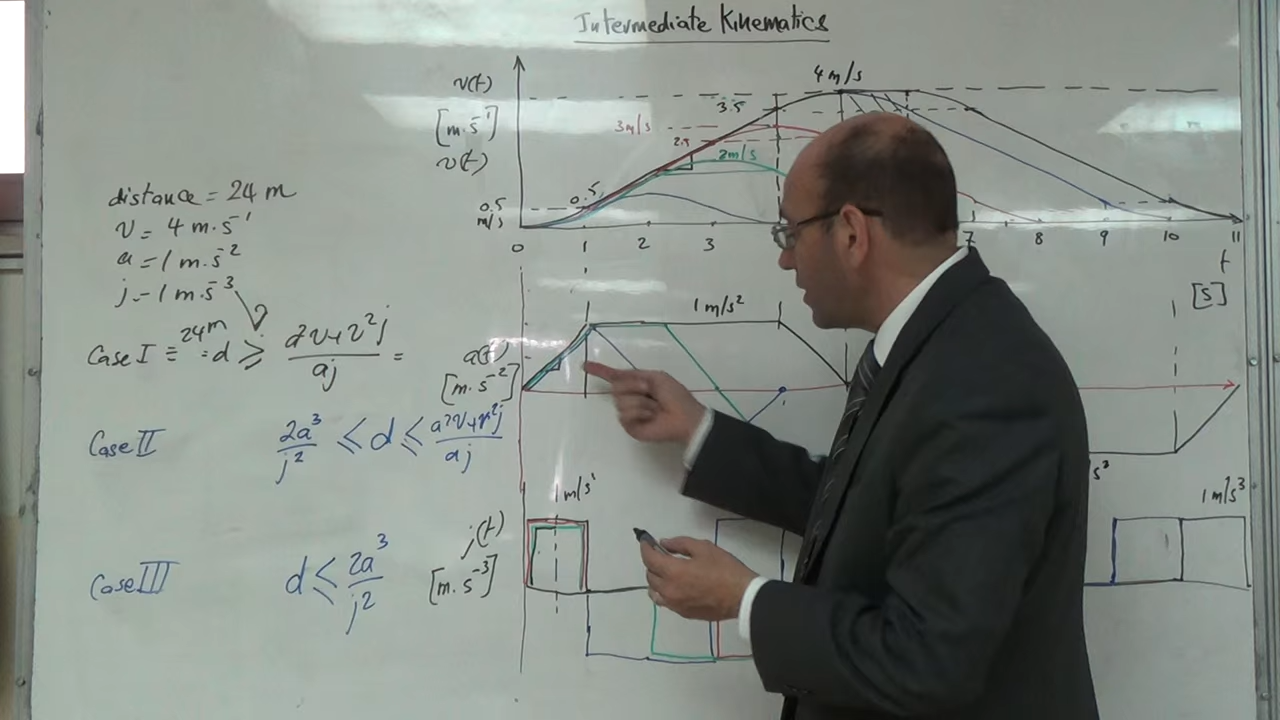 Intermediate Kinematics
4 m/s
v(t)
[m.s⁻¹]
v(t)
3.5
3m/s
2.5
2m/s
0.5
0.5
m/s
0 1 2 3 7 8 9 10 11
t
[s]
distance = 24 m
v = 4 m.s⁻¹
a = 1 m.s⁻²
j = 1 m.s⁻³
?
Case I = 24m = d ≥ (a²v+v²j)/(aj) =
a(t)
[m.s⁻²]
1 m/s²
Case II 2a³/j² ≤ d ≤ (a²v+v²j)/(aj)
s³
1m/s³
1m/s³
j(t)
[m.s⁻³]
Case III d ≤ 2a³/j²